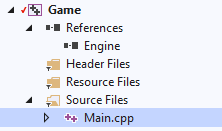 Game
References
Engine
Header Files
Resource Files
Source Files
Main.cpp